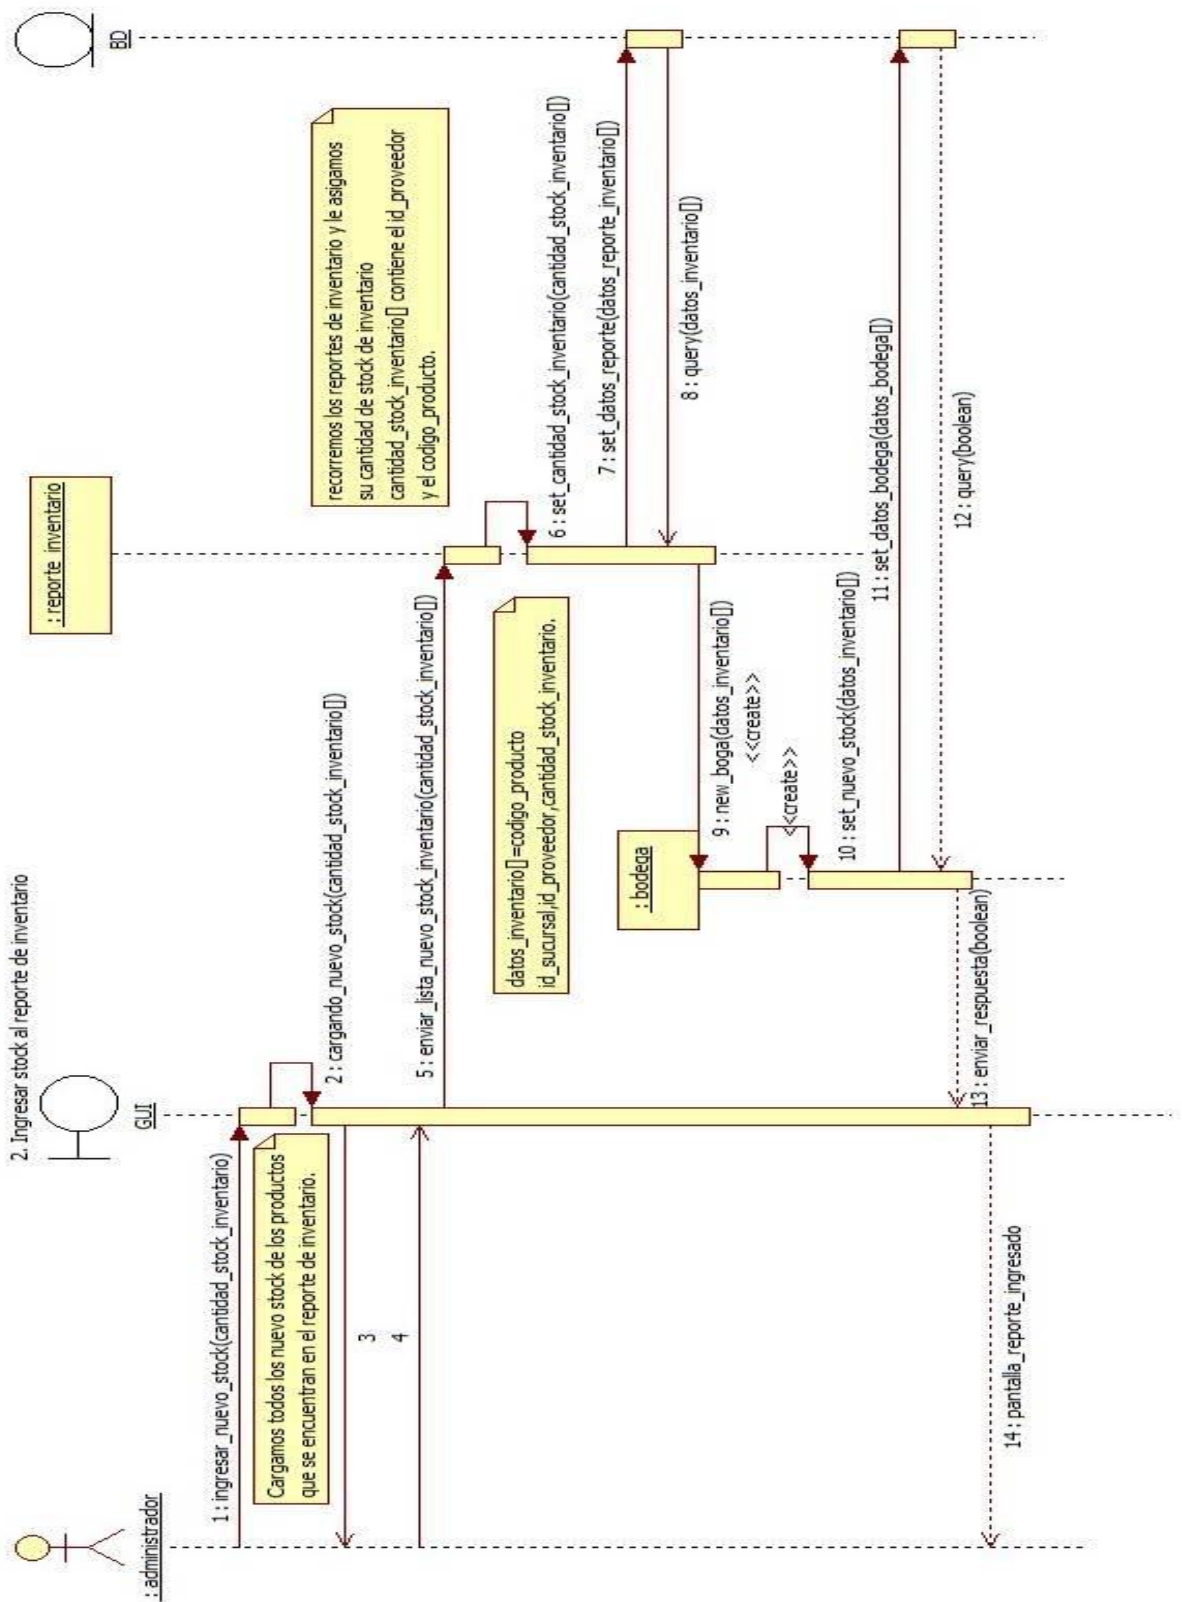 2. Ingresar stock al reporte de inventario
: administrador
GUI
: reporte inventario
BD
1 : ingresar_nuevo_stock(cantidad_stock_inventario)
Cargamos todos los nuevo stock de los productos
que se encuentran en el reporte de inventario.
2 : cargando_nuevo_stock(cantidad_stock_inventario[])
3
4
5 : enviar_lista_nuevo_stock_inventario(cantidad_stock_inventario[])
recorremos los reportes de inventario y le asigamos
su cantidad de stock de inventario
cantidad_stock_inventario[] contiene el id_proveedor
y el codigo_producto.
datos_inventario[]=codigo_producto
id_sucursal,id_proveedor,cantidad_stock_inventario.
6 : set_cantidad_stock_inventario(cantidad_stock_inventario[])
7 : set_datos_reporte(datos_reporte_inventario[])
8 : query(datos_inventario[])
: bodega
9 : new_boga(datos_inventario[])
<<create>>
<<create>>
10 : set_nuevo_stock(datos_inventario[])
11 : set_datos_bodega(datos_bodega[])
12 : query(boolean)
13 : enviar_respuesta(boolean)
14 : pantalla_reporte_ingresado